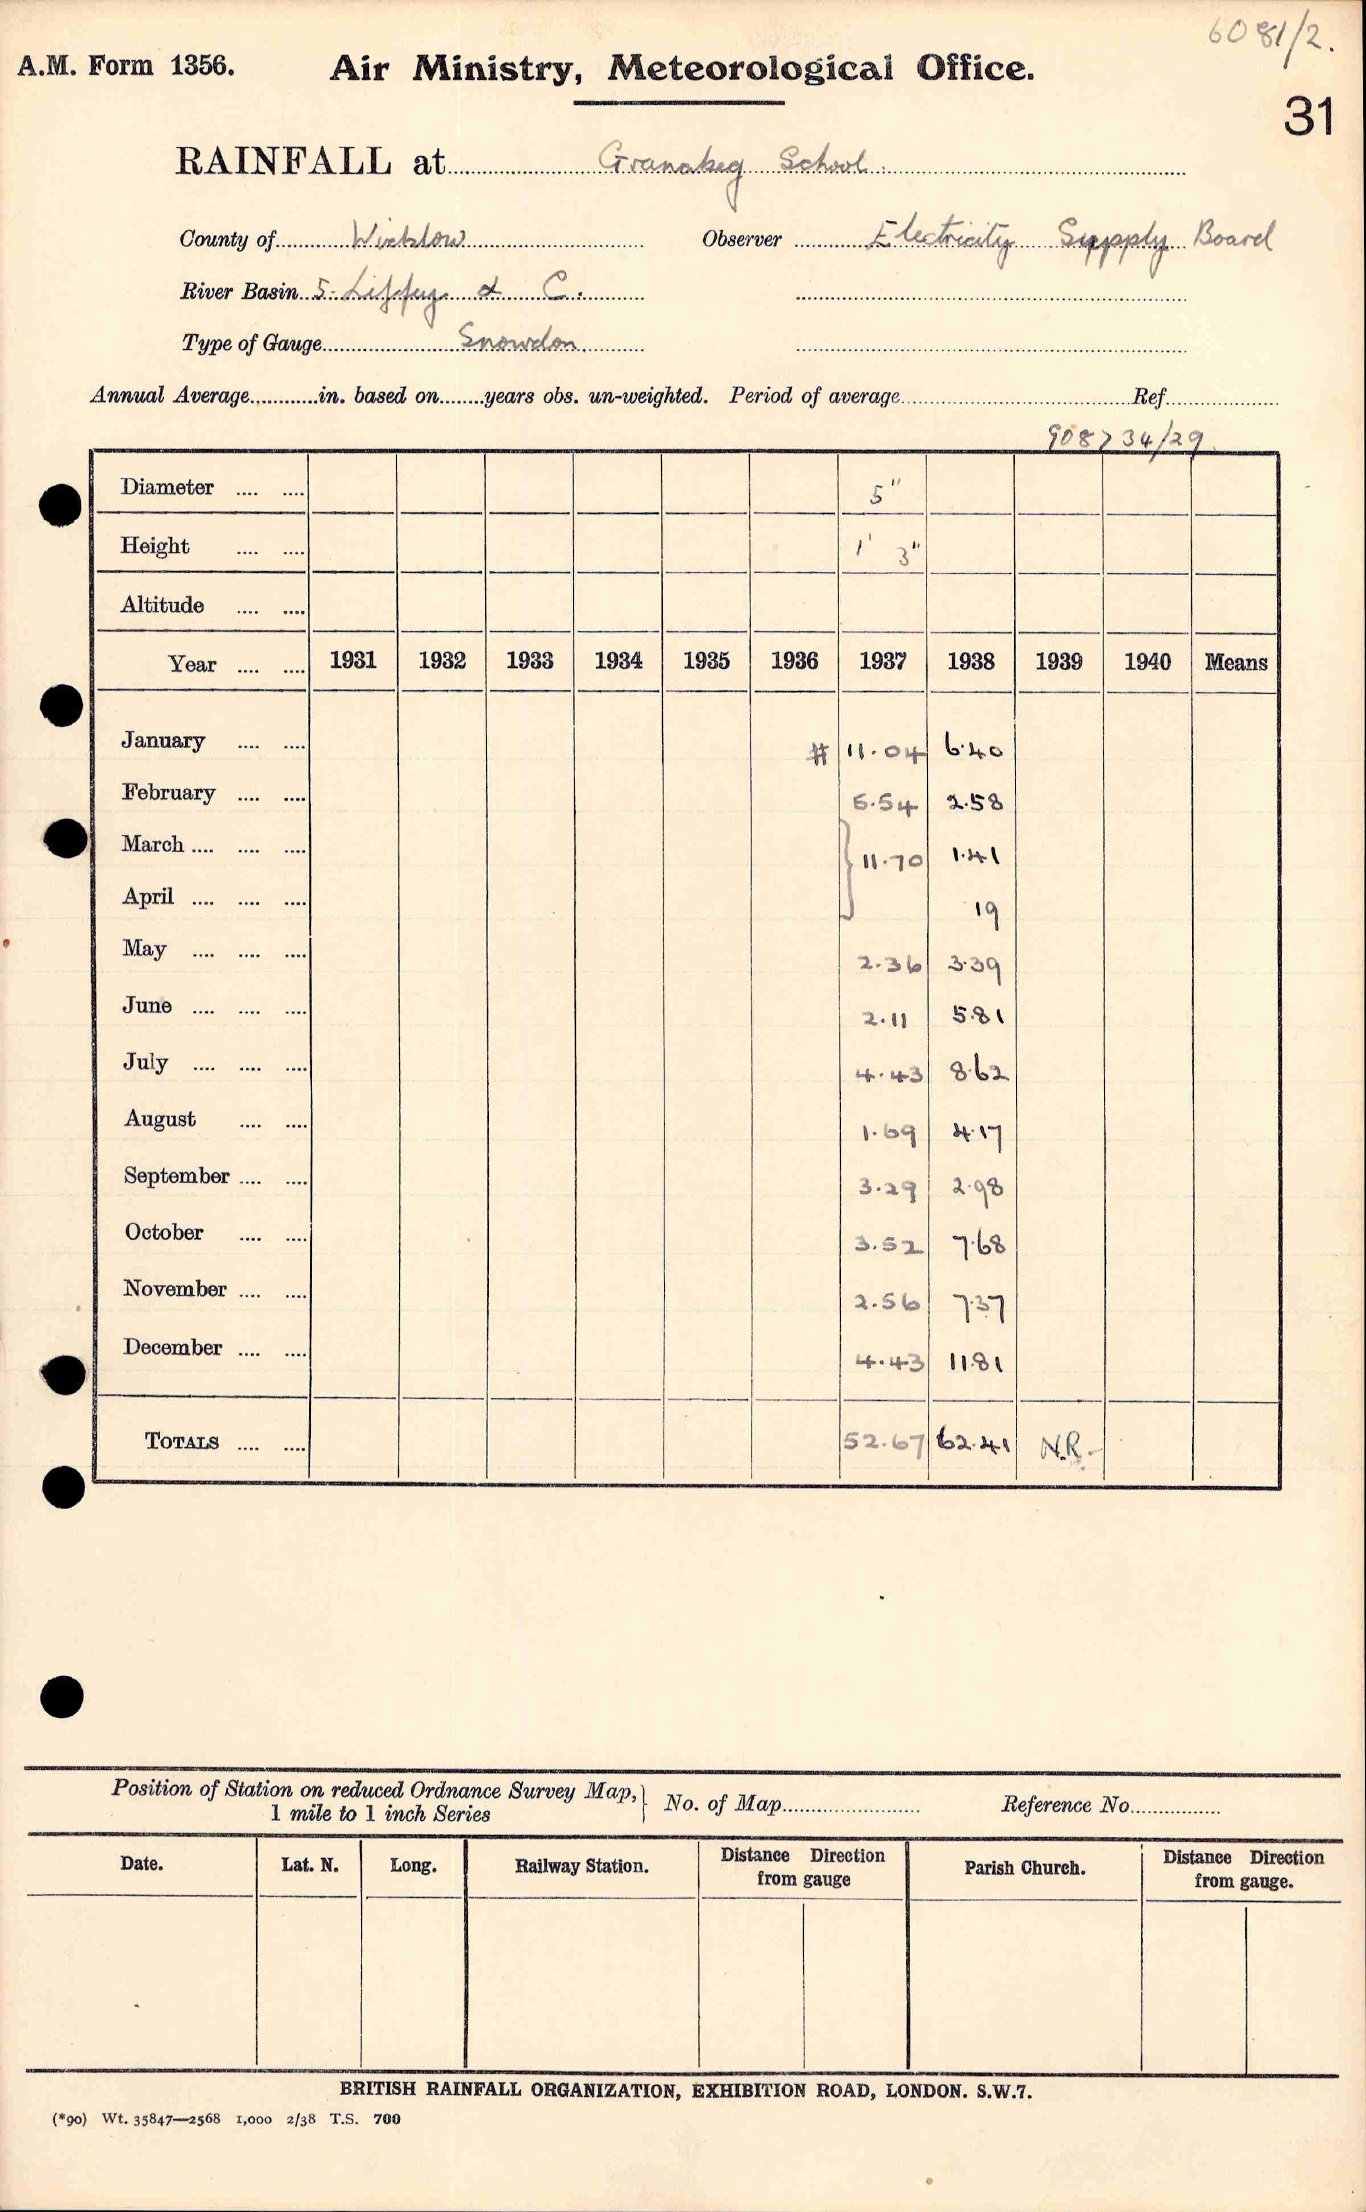 6081/2.
A.M. Form 1356. Air Ministry, Meteorological Office.
31
RAINFALL at Granabeg School.
County of Wicklow Observer Electricity Supply Board
River Basin 5. Liffey & C.
Type of Gauge Snowdon.
Annual Average in. based on years obs. un-weighted. Period of average Ref
908734/29.
Diameter 5"
Height 1' 3"
Altitude
Year 1931 1932 1933 1934 1935 1936 1937 1938 1939 1940 Means
January # 11.04 6.40
February 5.54 2.58
March } 11.70 1.41
April 19
May 2.36 3.39
June 2.11 5.81
July 4.43 8.62
August 1.69 4.17
September 3.29 2.98
October 3.52 7.68
November 2.56 7.37
December 4.43 11.81
TOTALS 52.67 62.41 N.R.-
Position of Station on reduced Ordnance Survey Map, } No. of Map Reference No.
1 mile to 1 inch Series
Date. Lat. N. Long. Railway Station. Distance Direction from gauge Parish Church. Distance Direction from gauge.
BRITISH RAINFALL ORGANIZATION, EXHIBITION ROAD, LONDON. S.W.7.
(*90) Wt. 35847—2568 1,000 2/38 T.S. 700